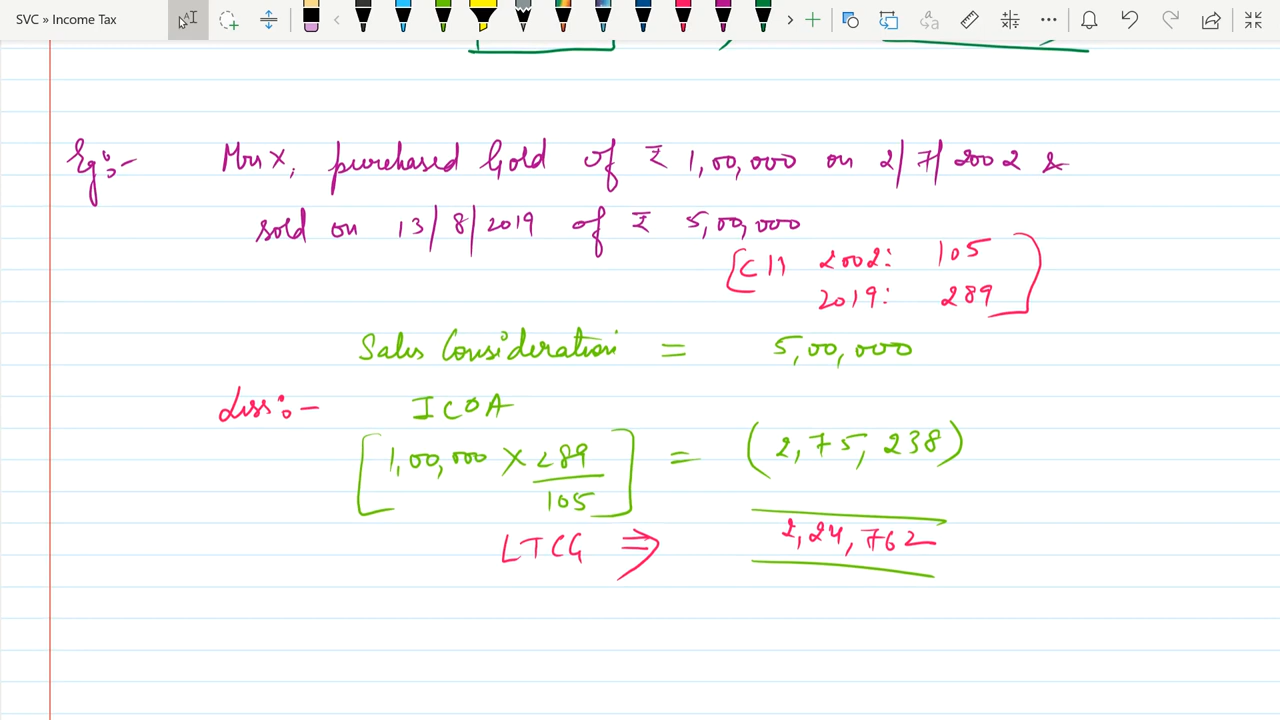 SVC » Income Tax
Eg:- Mr X, purchased Gold of ₹ 1,00,000 on 2/7/2002 &
sold on 13/8/2019 of ₹ 5,00,000
[CII 2002: 105
2019: 289]
Sales Consideration = 5,00,000
Less:- ICOA
[1,00,000 × 289/105] = (2,75,238)
LTCG ⇒ 2,24,762